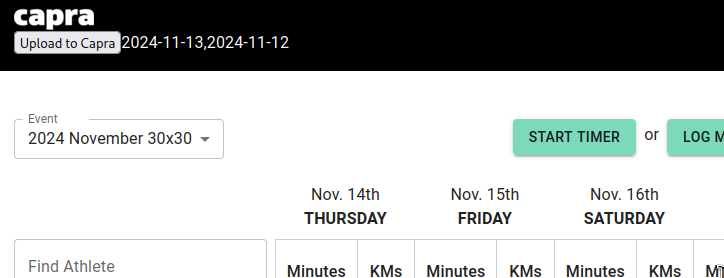 capra
Upload to Capra 2024-11-13,2024-11-12
Event
2024 November 30x30
START TIMER or LOG
Nov. 14th Nov. 15th Nov. 16th
THURSDAY FRIDAY SATURDAY
Find Athlete
Minutes KMs Minutes KMs Minutes KMs